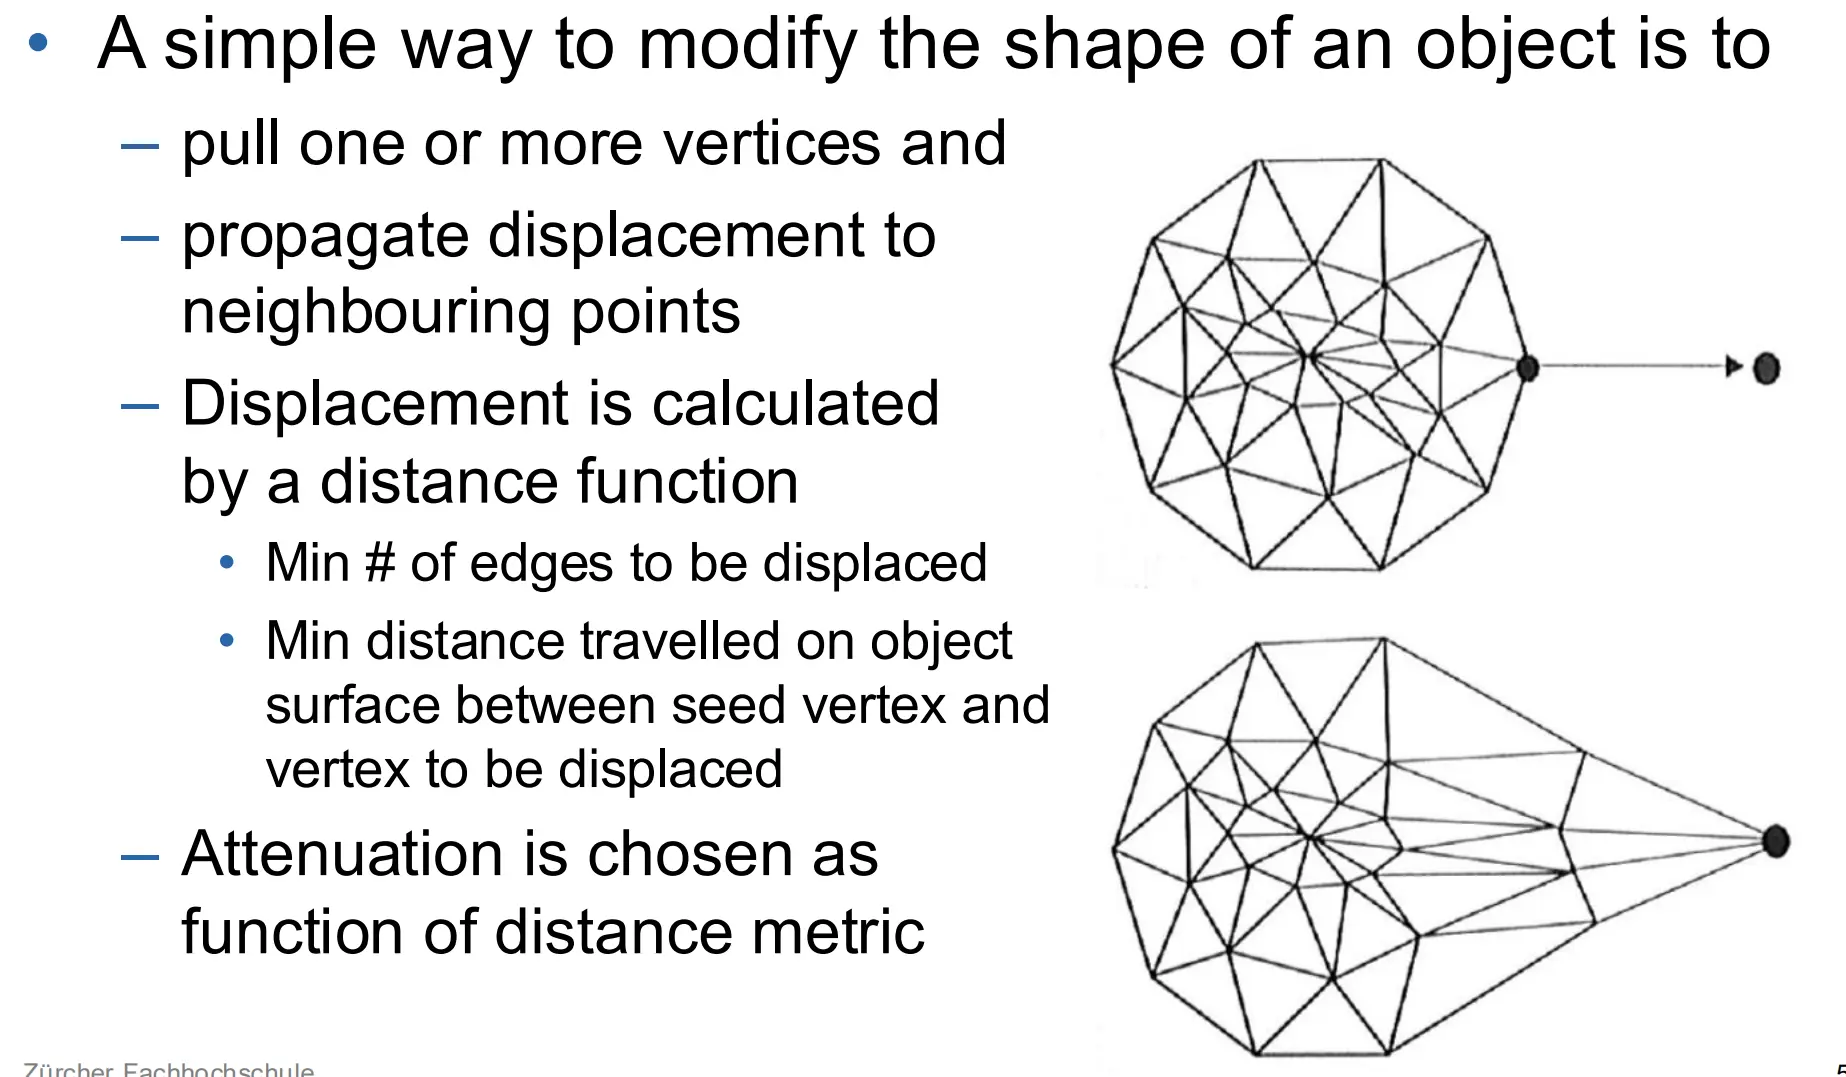 • A simple way to modify the shape of an object is to
– pull one or more vertices and
– propagate displacement to
neighbouring points
– Displacement is calculated
by a distance function
• Min # of edges to be displaced
• Min distance travelled on object
surface between seed vertex and
vertex to be displaced
– Attenuation is chosen as
function of distance metric
Zürcher Fachhochschule